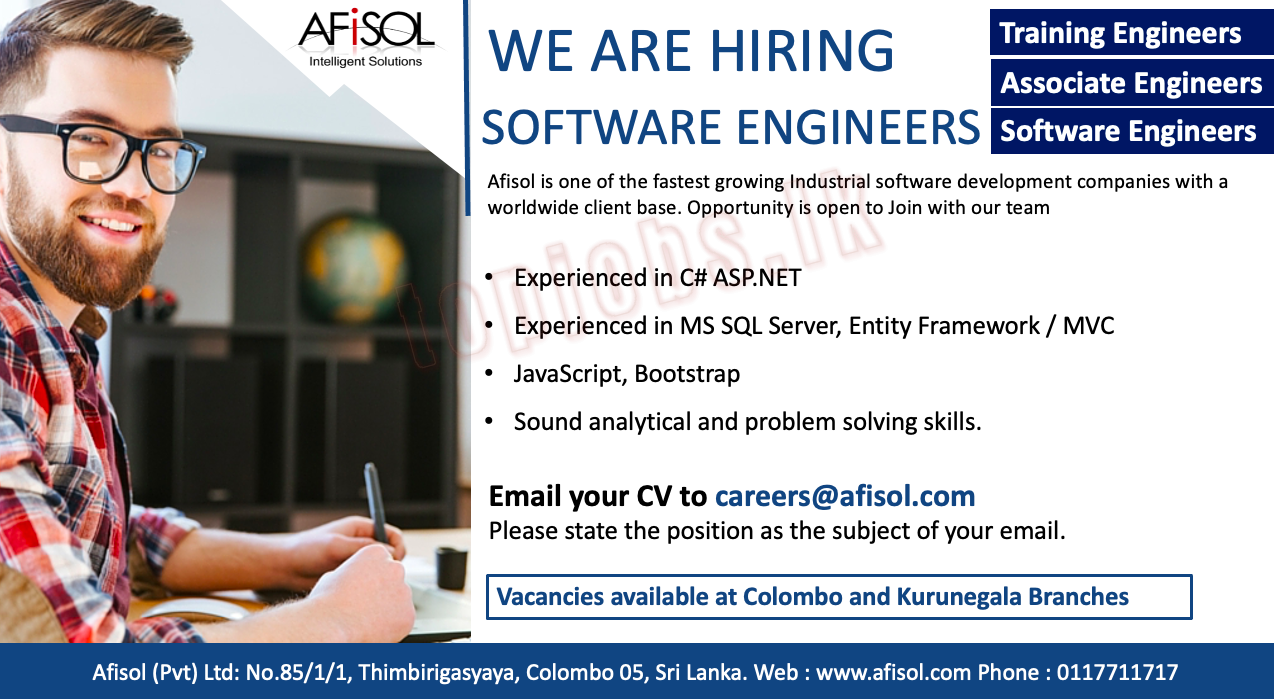 AFiSOL
Intelligent Solutions
WE ARE HIRING
SOFTWARE ENGINEERS
Training Engineers
Associate Engineers
Software Engineers
Afisol is one of the fastest growing Industrial software development companies with a
worldwide client base. Opportunity is open to Join with our team
topjobs.lk
• Experienced in C# ASP.NET
• Experienced in MS SQL Server, Entity Framework / MVC
• JavaScript, Bootstrap
• Sound analytical and problem solving skills.
Email your CV to careers@afisol.com
Please state the position as the subject of your email.
Vacancies available at Colombo and Kurunegala Branches
Afisol (Pvt) Ltd: No.85/1/1, Thimbirigasyaya, Colombo 05, Sri Lanka. Web : www.afisol.com Phone : 0117711717